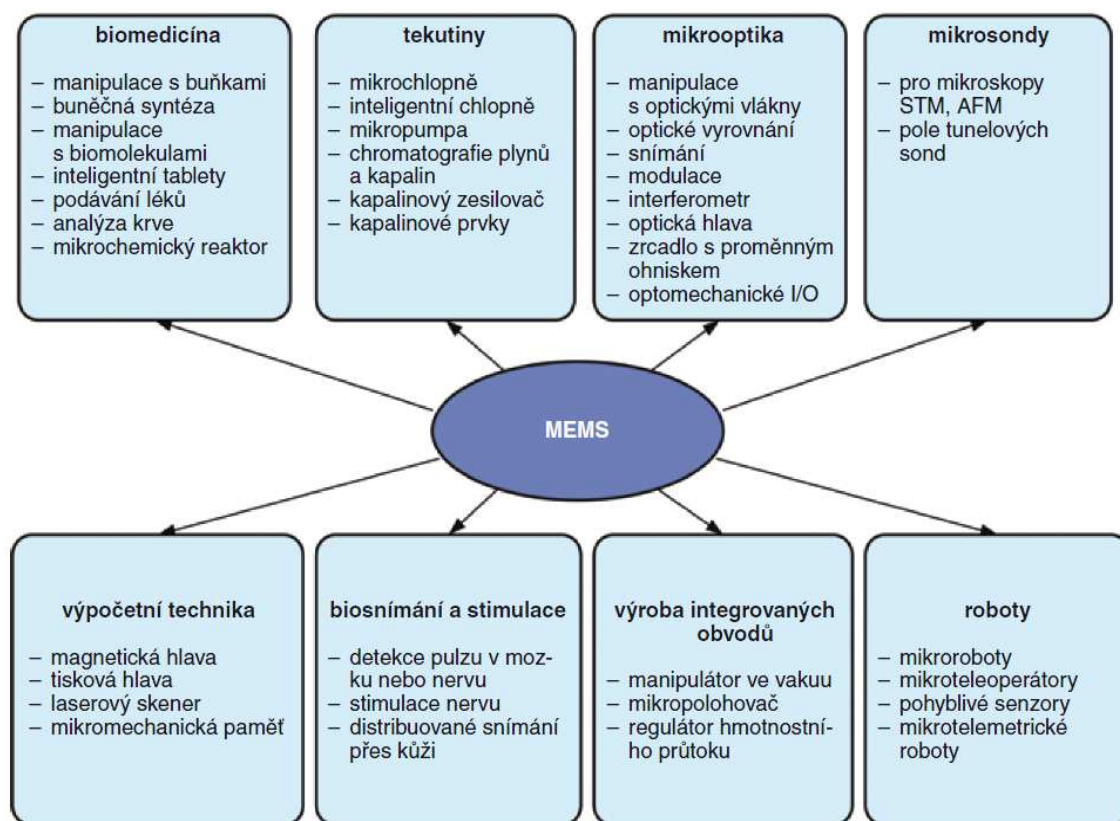 biomedicína
– manipulace s buňkami
– buněčná syntéza
– manipulace
s biomolekulami
– inteligentní tablety
– podávání léků
– analýza krve
– mikrochemický reaktor
tekutiny
– mikrochlopně
– inteligentní chlopně
– mikropumpa
– chromatografie plynů
a kapalin
– kapalinový zesilovač
– kapalinové prvky
mikrooptika
– manipulace
s optickými vlákny
– optické vyrovnání
– snímání
– modulace
– interferometr
– optická hlava
– zrcadlo s proměnným
ohniskem
– optomechanické I/O
mikrosondy
– pro mikroskopy
STM, AFM
– pole tunelových
sond
MEMS
výpočetní technika
– magnetická hlava
– tisková hlava
– laserový skener
– mikromechanická paměť
biosnímání a stimulace
– detekce pulzu v moz-
ku nebo nervu
– stimulace nervu
– distribuované snímání
přes kůži
výroba integrovaných
obvodů
– manipulátor ve vakuu
– mikropolohovač
– regulátor hmotnostní-
ho průtoku
roboty
– mikroroboty
– mikroteleoperátory
– pohyblivé senzory
– mikrotelemetrické
roboty